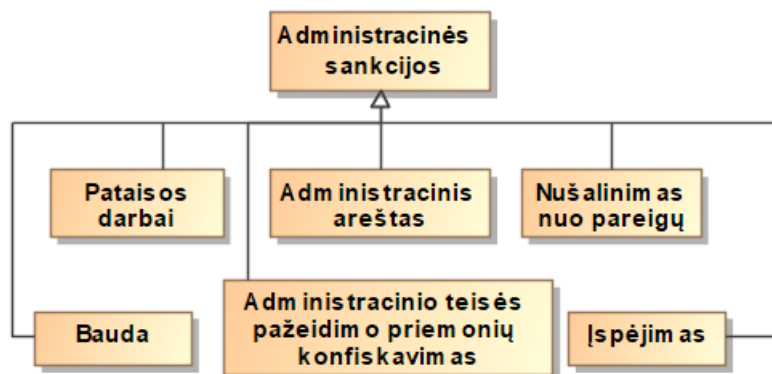 Administracinės
sankcijos
Pataisos
darbai
Administracinis
areštas
Nušalinimas
nuo pareigų
Bauda
Administracinio teisės
pažeidimo priemonių
konfiskavimas
Įspėjimas